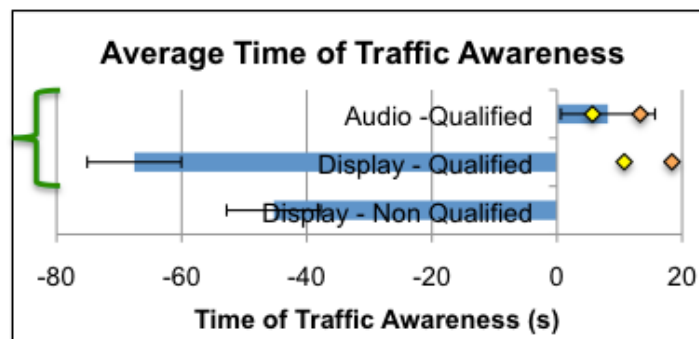 Average Time of Traffic Awareness
Audio -Qualified
Display - Qualified
Display - Non Qualified
-80 -60 -40 -20 0 20
Time of Traffic Awareness (s)